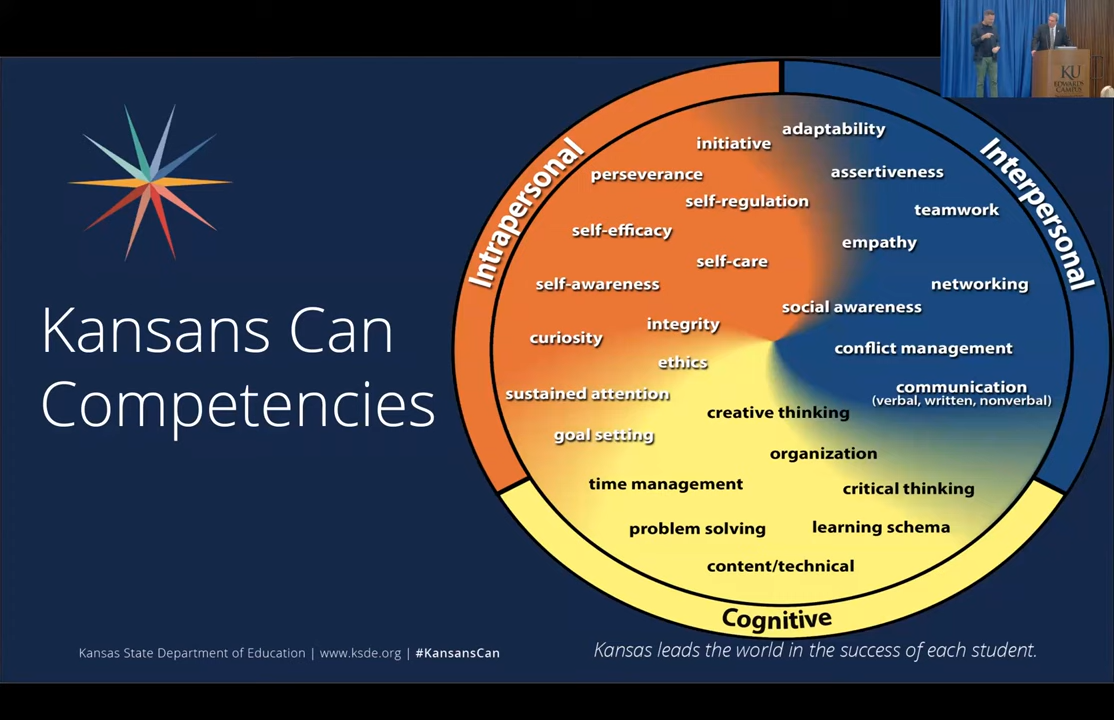 KU
EDWARDS
CAMPUS
Kansans Can
Competencies
Intrapersonal
Interpersonal
Cognitive
adaptability
initiative
assertiveness
perseverance
self-regulation
teamwork
self-efficacy
empathy
self-care
self-awareness
networking
social awareness
integrity
curiosity
conflict management
ethics
communication
(verbal, written, nonverbal)
sustained attention
creative thinking
goal setting
organization
time management
critical thinking
problem solving
learning schema
content/technical
Kansas State Department of Education | www.ksde.org | #KansansCan
Kansas leads the world in the success of each student.